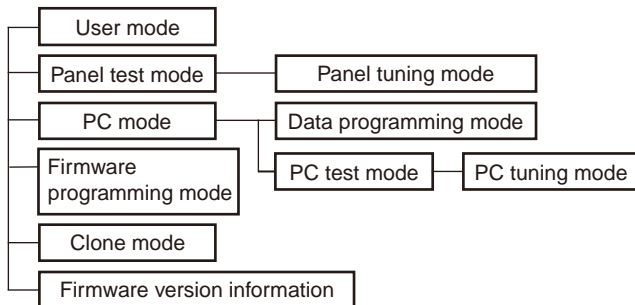 User mode
Panel test mode
Panel tuning mode
PC mode
Data programming mode
Firmware
programming mode
PC test mode
PC tuning mode
Clone mode
Firmware version information